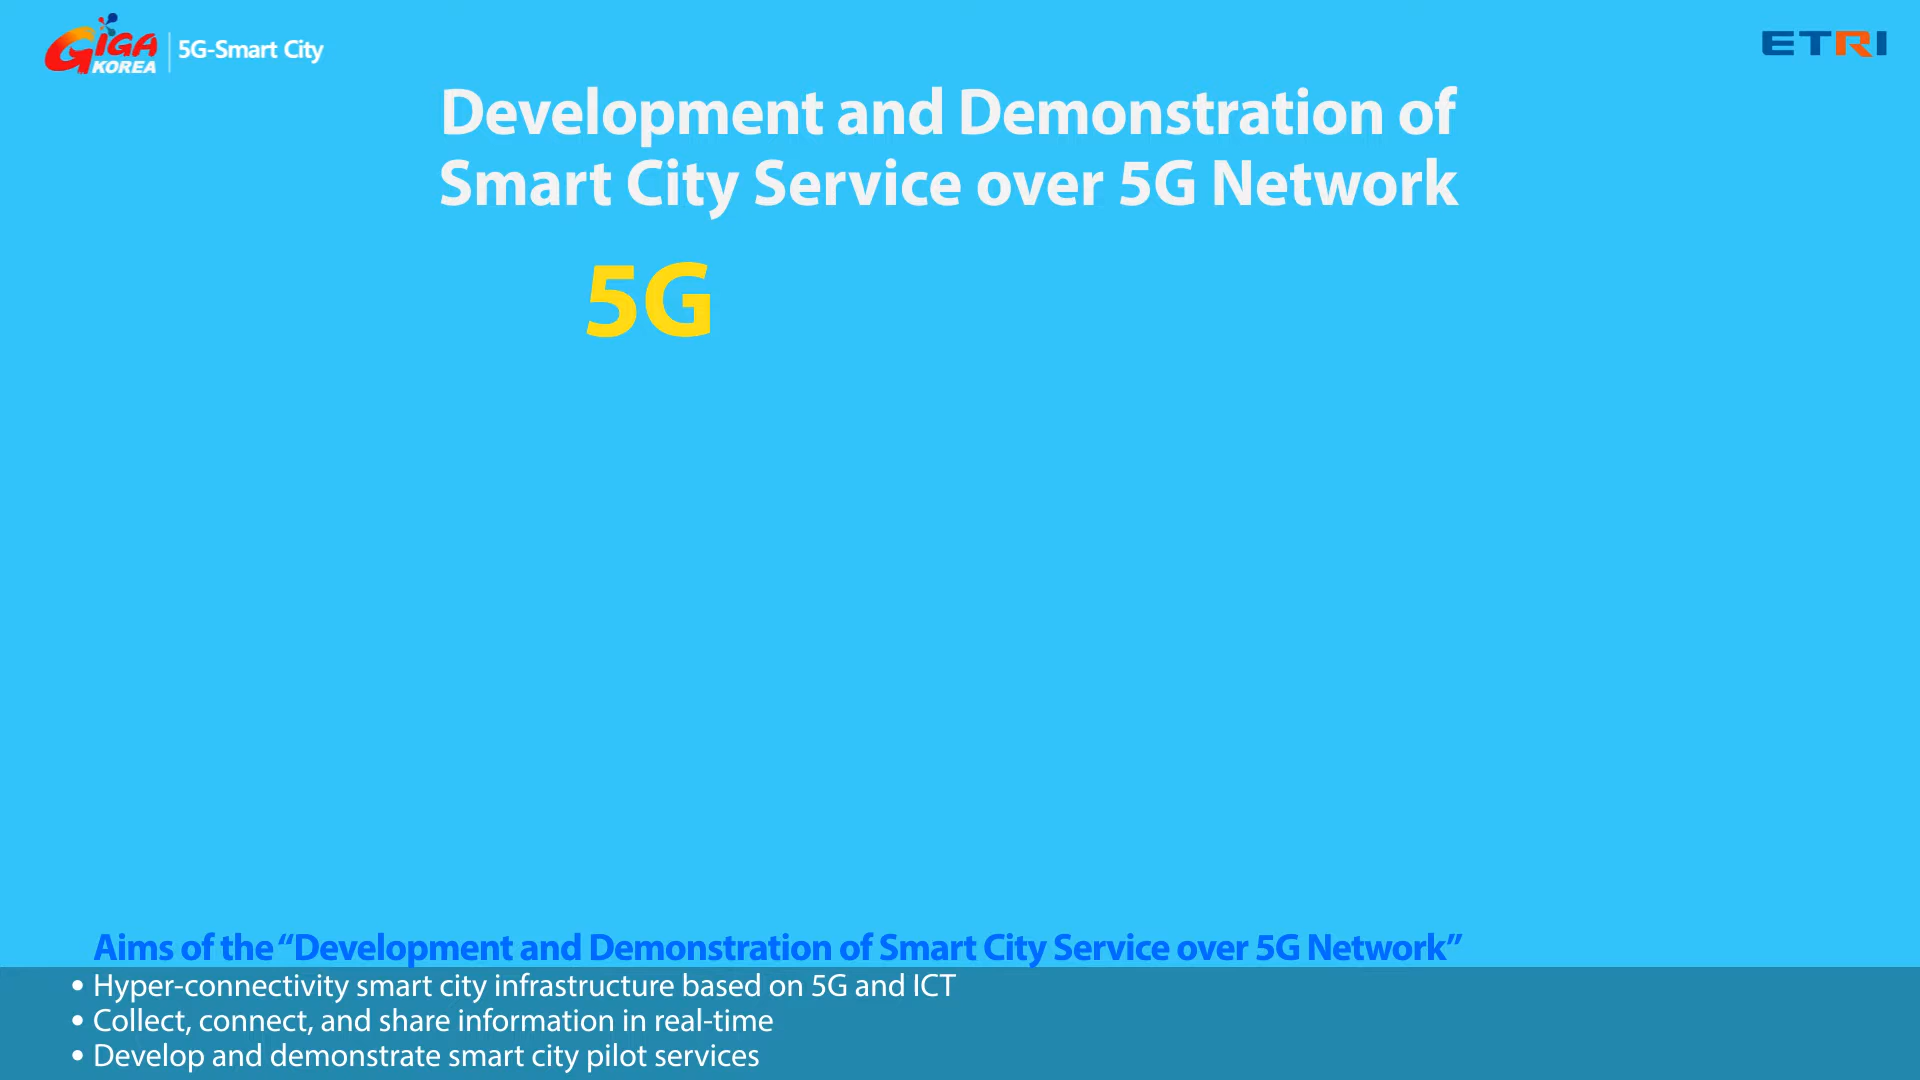 GIGA KOREA | 5G-Smart City
ETRI
Development and Demonstration of
Smart City Service over 5G Network
5G
Aims of the “Development and Demonstration of Smart City Service over 5G Network”
• Hyper-connectivity smart city infrastructure based on 5G and ICT
• Collect, connect, and share information in real-time
• Develop and demonstrate smart city pilot services